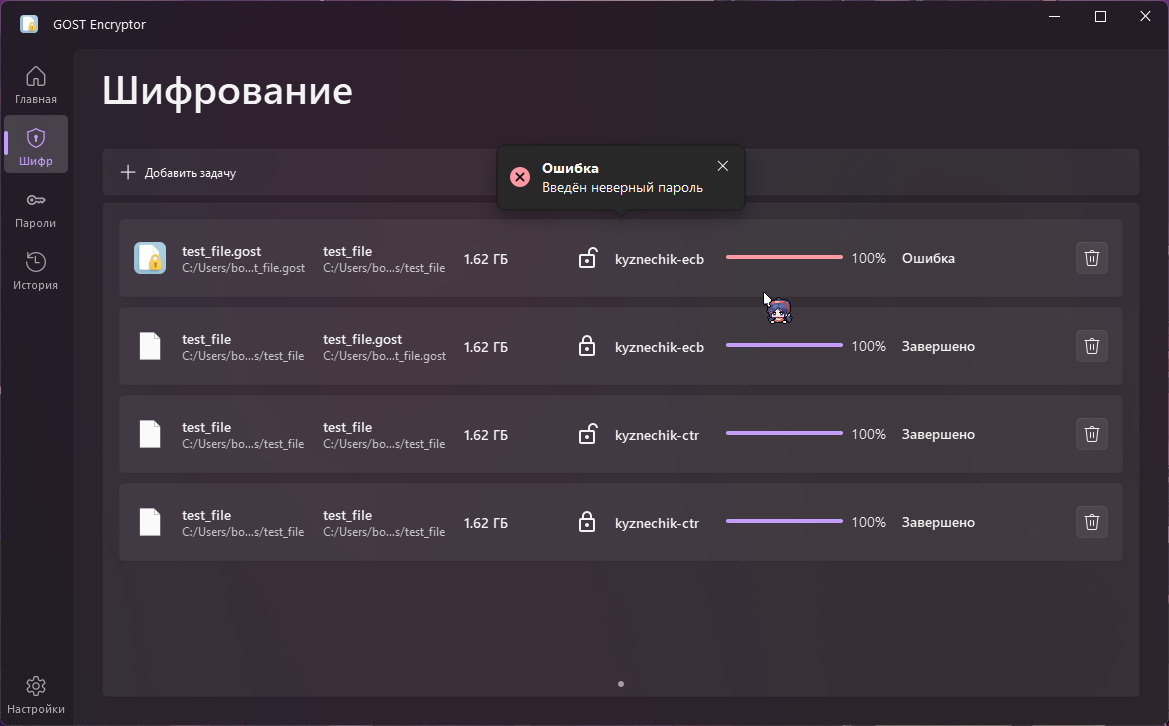 GOST Encryptor
Главная
Шифр
Пароли
История
Настройки
Шифрование
Добавить задачу
Ошибка
Введён неверный пароль
test_file.gost test_file 1.62 ГБ kyznechik-ecb 100% Ошибка
C:/Users/bo...t_file.gost C:/Users/bo...s/test_file
test_file test_file.gost 1.62 ГБ kyznechik-ecb 100% Завершено
C:/Users/bo...s/test_file C:/Users/bo...t_file.gost
test_file test_file 1.62 ГБ kyznechik-ctr 100% Завершено
C:/Users/bo...s/test_file C:/Users/bo...s/test_file
test_file test_file 1.62 ГБ kyznechik-ctr 100% Завершено
C:/Users/bo...s/test_file C:/Users/bo...s/test_file